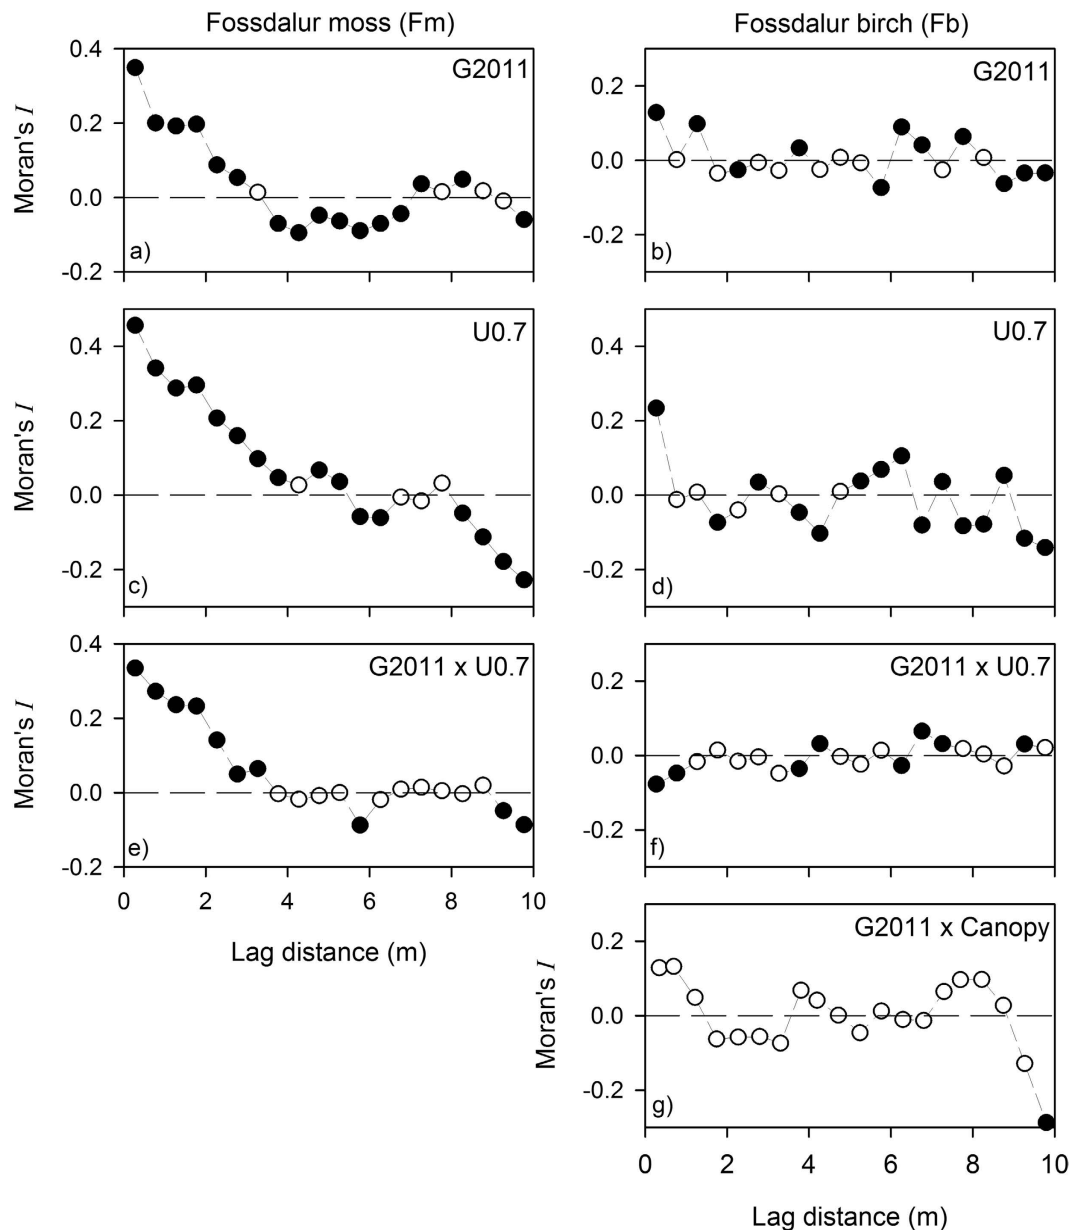 Fossdalur moss (Fm)
Fossdalur birch (Fb)
0.4
0.2
0.0
-0.2
Moran's I
G2011
a)
0.2
0.0
-0.2
G2011
b)
0.4
0.2
0.0
-0.2
Moran's I
U0.7
c)
0.4
0.2
0.0
-0.2
U0.7
d)
0.4
0.2
0.0
-0.2
Moran's I
G2011 x U0.7
e)
0 2 4 6 8 10
Lag distance (m)
0.2
0.0
-0.2
G2011 x U0.7
f)
0.2
0.0
-0.2
Moran's I
G2011 x Canopy
g)
0 2 4 6 8 10
Lag distance (m)